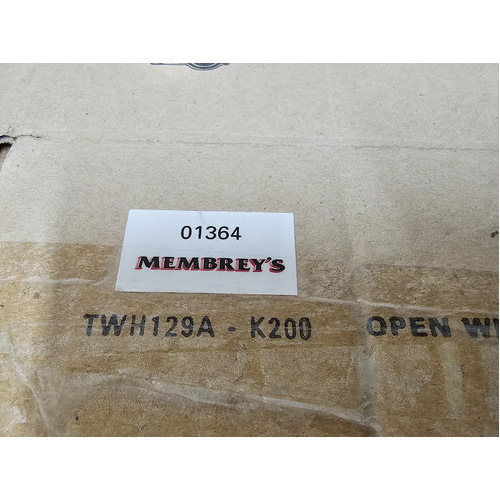 01364
MEMBREY'S
TWH129A - K200 OPEN